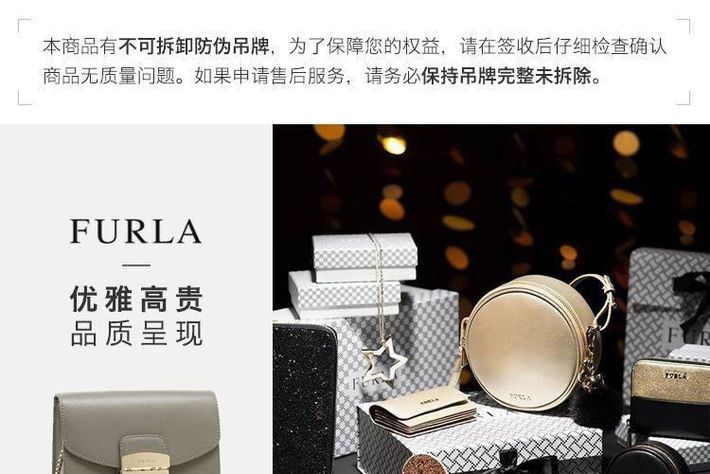 本商品有不可拆卸防伪吊牌，为了保障您的权益，请在签收后仔细检查确认
商品无质量问题。如果申请售后服务，请务必保持吊牌完整未拆除。
FURLA
优雅高贵
品质呈现
FURLA
FURLA
FURLA